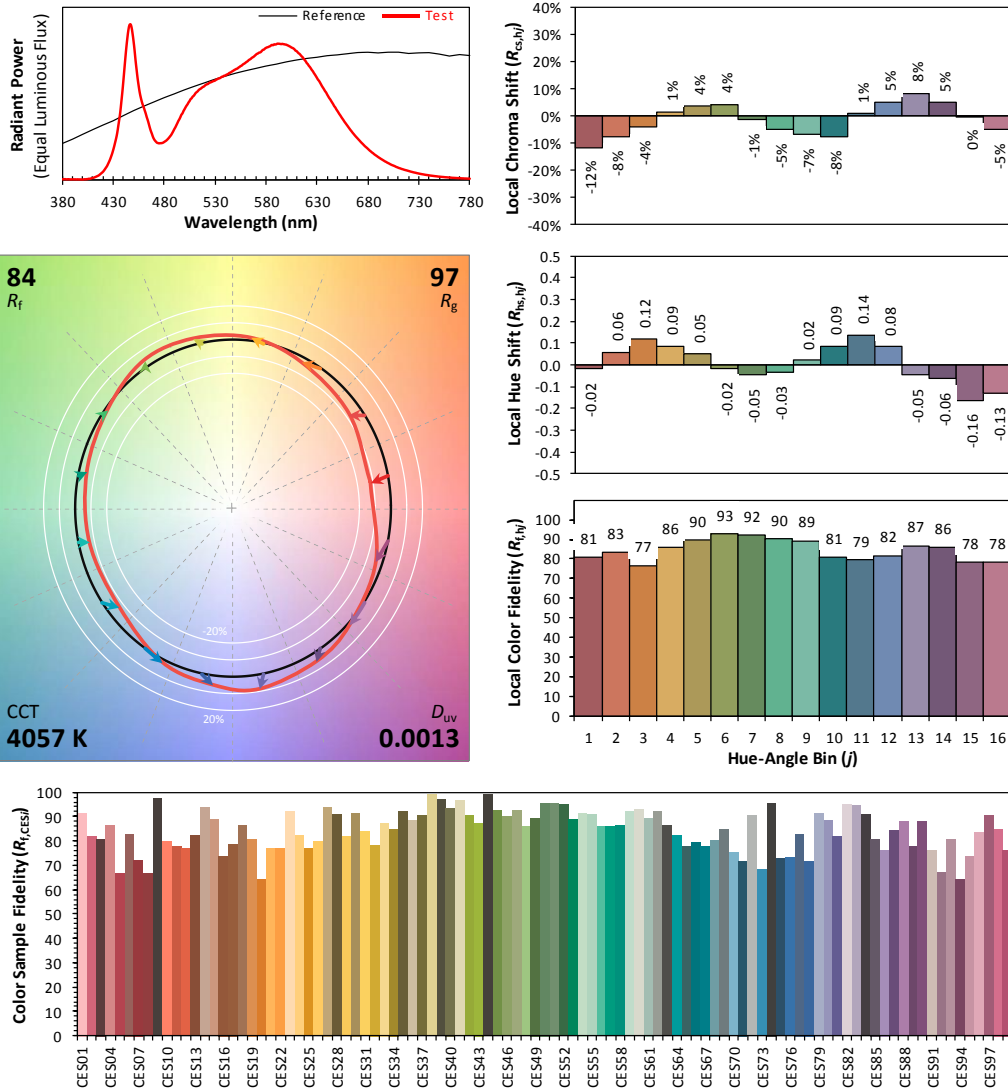 Reference Test
Radiant Power
(Equal Luminous Flux)
380 430 480 530 580 630 680 730 780
Wavelength (nm)
Local Chroma Shift (Rcs,hj)
40%
30%
20%
10%
0%
-10%
-20%
-30%
-40%
-12% -8% -4% 1% 4% 4% -1% -5% -7% -8% 1% 5% 8% 5% 0% -5%
84
Rf
97
Rg
-20%
20%
CCT
4057 K
Duv
0.0013
Local Hue Shift (Rhs,hj)
0.5
0.4
0.3
0.2
0.1
0.0
-0.1
-0.2
-0.3
-0.4
-0.5
-0.02 0.06 0.12 0.09 0.05 -0.02 -0.05 -0.03 0.02 0.09 0.14 0.08 -0.05 -0.06 -0.16 -0.13
Local Color Fidelity (Rf,hj)
100
90
80
70
60
50
40
30
20
10
0
81 83 77 86 90 93 92 90 89 81 79 82 87 86 78 78
1 2 3 4 5 6 7 8 9 10 11 12 13 14 15 16
Hue-Angle Bin (j)
Color Sample Fidelity (Rf,CESi)
100
90
80
70
60
50
40
30
20
10
0
CES01 CES04 CES07 CES10 CES13 CES16 CES19 CES22 CES25 CES28 CES31 CES34 CES37 CES40 CES43 CES46 CES49 CES52 CES55 CES58 CES61 CES64 CES67 CES70 CES73 CES76 CES79 CES82 CES85 CES88 CES91 CES94 CES97